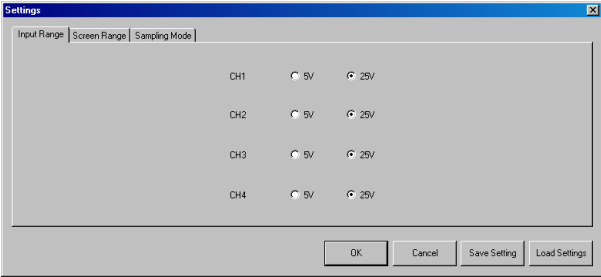 Settings
Input Range Screen Range Sampling Mode
CH1 5V 25V
CH2 5V 25V
CH3 5V 25V
CH4 5V 25V
OK Cancel Save Setting Load Settings